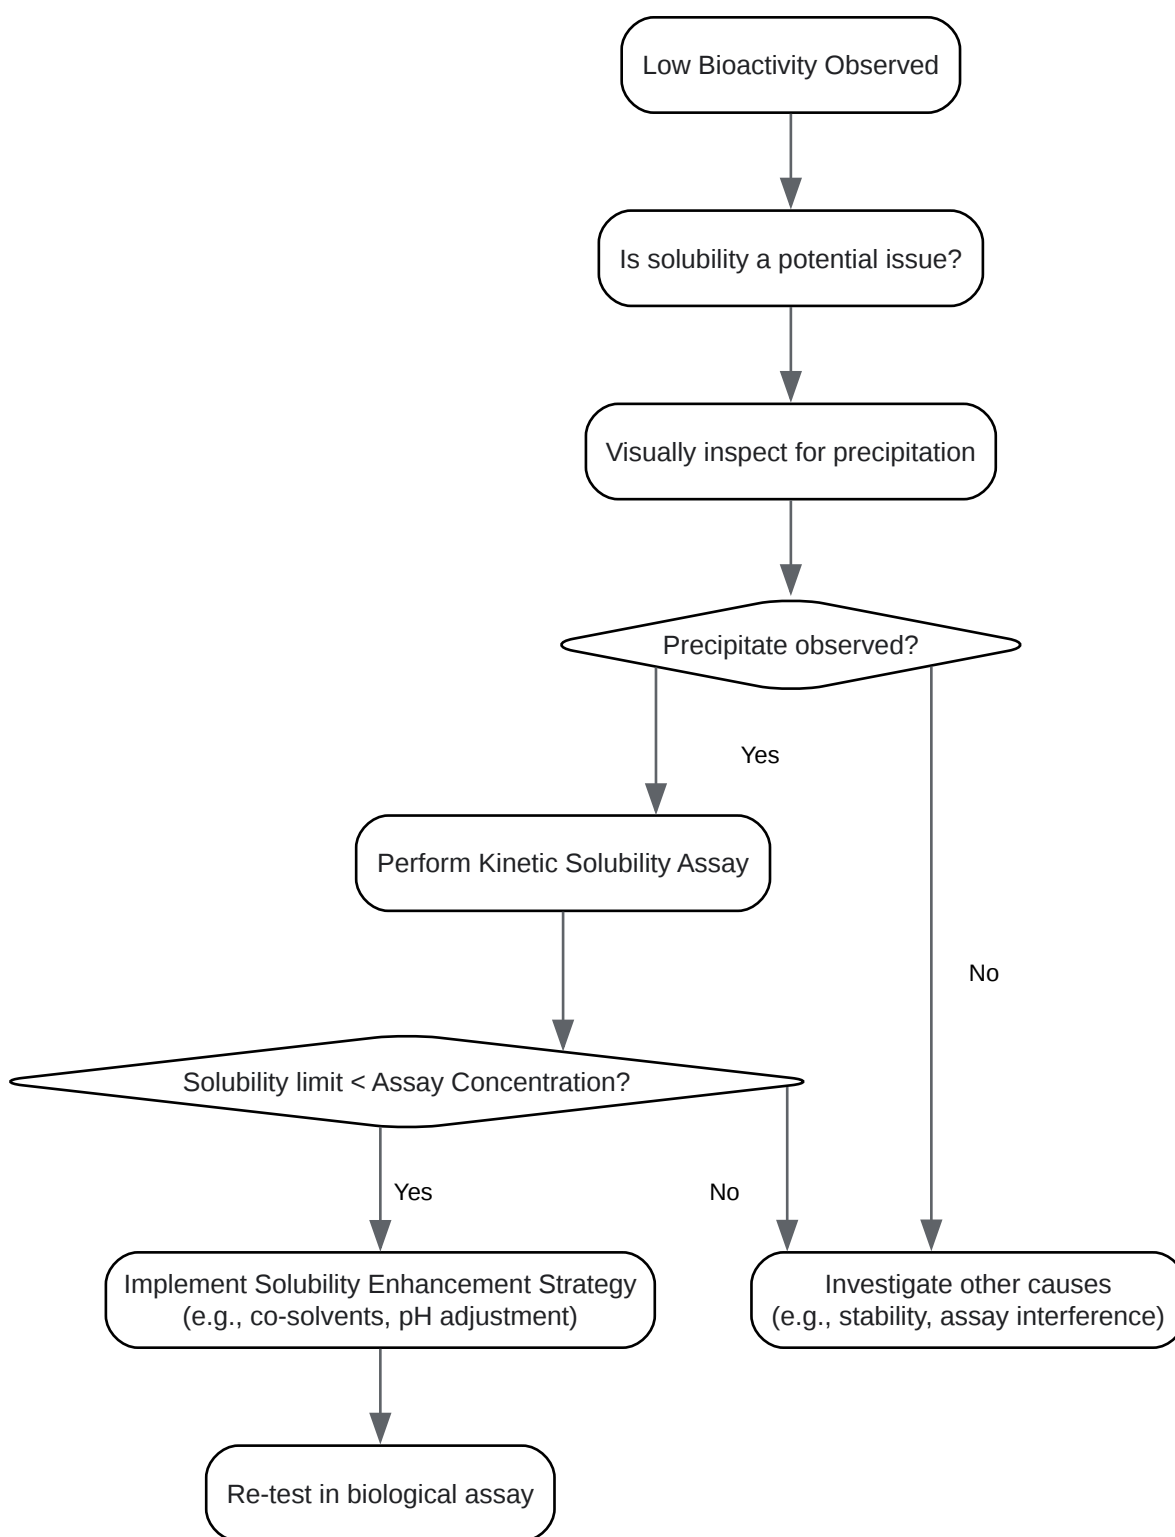 Low Bioactivity Observed
Is solubility a potential issue?
Visually inspect for precipitation
Precipitate observed?
Yes
Perform Kinetic Solubility Assay
No
Solubility limit < Assay Concentration?
Yes
No
Implement Solubility Enhancement Strategy
(e.g., co-solvents, pH adjustment)
Investigate other causes
(e.g., stability, assay interference)
Re-test in biological assay